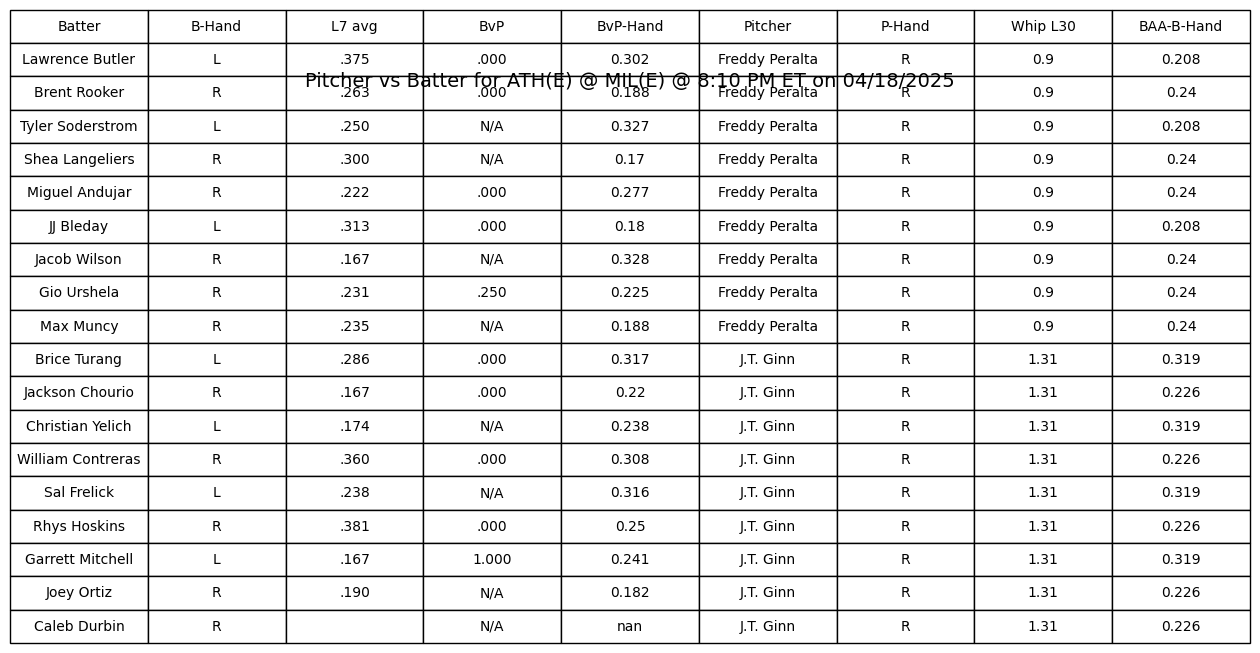 Batter B-Hand L7 avg BvP BvP-Hand Pitcher P-Hand Whip L30 BAA-B-Hand
Lawrence Butler L .375 .000 0.302 Freddy Peralta R 0.9 0.208
Pitcher vs Batter for ATH(E) @ MIL(E) @ 8:10 PM ET on 04/18/2025
Brent Rooker R .263 .000 0.188 Freddy Peralta R 0.9 0.24
Tyler Soderstrom L .250 N/A 0.327 Freddy Peralta R 0.9 0.208
Shea Langeliers R .300 N/A 0.17 Freddy Peralta R 0.9 0.24
Miguel Andujar R .222 .000 0.277 Freddy Peralta R 0.9 0.24
JJ Bleday L .313 .000 0.18 Freddy Peralta R 0.9 0.208
Jacob Wilson R .167 N/A 0.328 Freddy Peralta R 0.9 0.24
Gio Urshela R .231 .250 0.225 Freddy Peralta R 0.9 0.24
Max Muncy R .235 N/A 0.188 Freddy Peralta R 0.9 0.24
Brice Turang L .286 .000 0.317 J.T. Ginn R 1.31 0.319
Jackson Chourio R .167 .000 0.22 J.T. Ginn R 1.31 0.226
Christian Yelich L .174 N/A 0.238 J.T. Ginn R 1.31 0.319
William Contreras R .360 .000 0.308 J.T. Ginn R 1.31 0.226
Sal Frelick L .238 N/A 0.316 J.T. Ginn R 1.31 0.319
Rhys Hoskins R .381 .000 0.25 J.T. Ginn R 1.31 0.226
Garrett Mitchell L .167 1.000 0.241 J.T. Ginn R 1.31 0.319
Joey Ortiz R .190 N/A 0.182 J.T. Ginn R 1.31 0.226
Caleb Durbin R N/A nan J.T. Ginn R 1.31 0.226